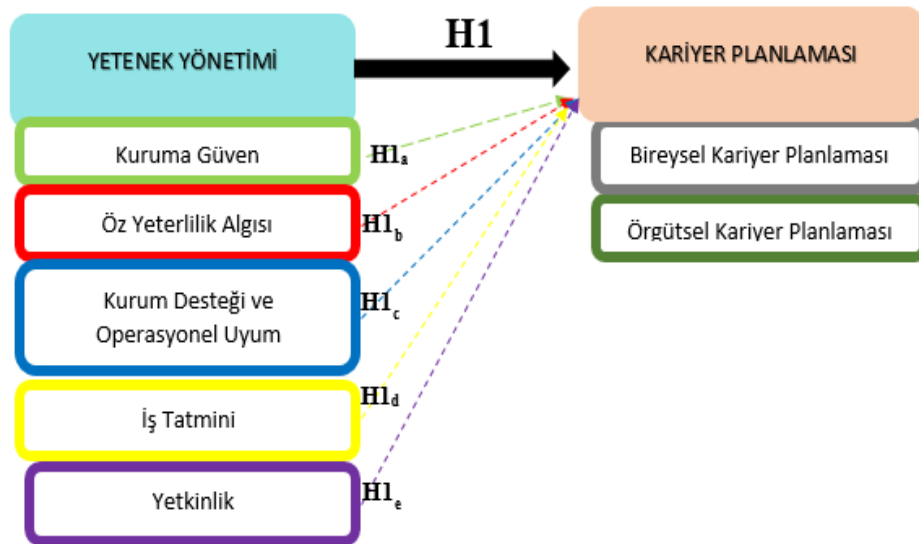 H1
YETENEK YÖNETİMİ
KARİYER PLANLAMASI
Kuruma Güven
H1a
Bireysel Kariyer Planlaması
Öz Yeterlilik Algısı
H1b
Örgütsel Kariyer Planlaması
Kurum Desteği ve
Operasyonel Uyum
H1c
İş Tatmini
H1d
Yetkinlik
H1e